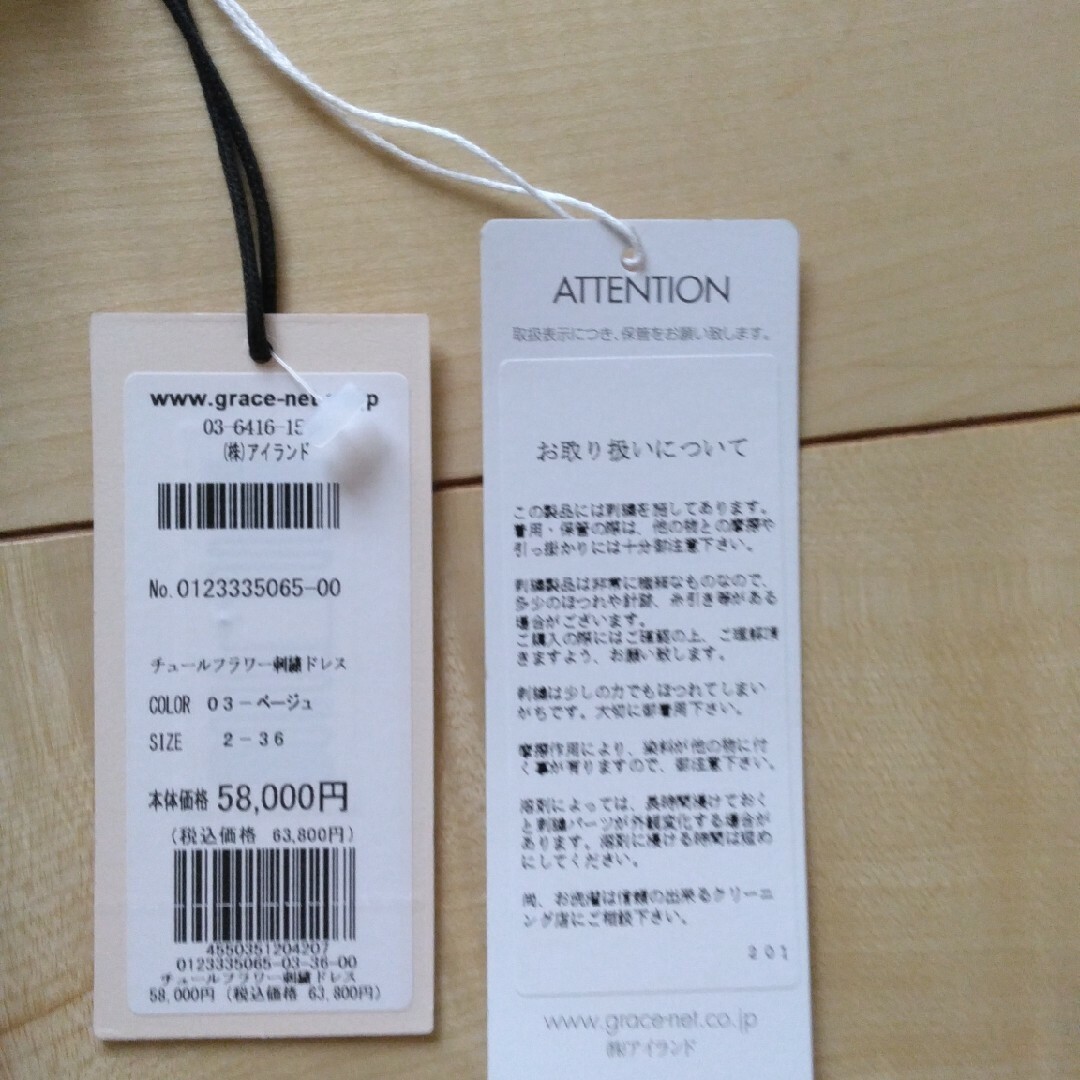 www.grace-net.co.jp
03-6416-15
(株)アイランド
No.0123335065-00
チュールフラワー刺繍ドレス
COLOR 03-ベージュ
SIZE 2-36
本体価格 58,000円
(税込価格 63,800円)
4550351204207
0123335065-03-36-00
チュールフラワー刺繍ドレス
58,000円 (税込価格 63,800円)
ATTENTION
取扱表示につき、保管をお願い致します。
お取り扱いについて
この製品には刺繍を施してあります。
着用・保管の際は、他の物との摩擦や
引っ掛かりには十分御注意下さい。
刺繍製品は非常に繊細なものなので、
多少のほつれや針跡、糸引き等がある
場合がございます。
ご購入の際にはご確認の上、ご理解頂
きますよう、お願い致します。
刺繍は少しの力でもほつれてしまい
がちです。大切に御着用下さい。
摩擦作用により、染料が他の物に付
く事が有りますので、御注意下さい。
溶剤によっては、長時間浸けておく
と刺繍パーツが外観変化する場合が
あります。溶剤に浸ける時間は短め
にしてください。
尚、お洗濯は信頼の出来るクリーニ
ング店にご相談下さい。
201
www.grace-net.co.jp
(株)アイランド